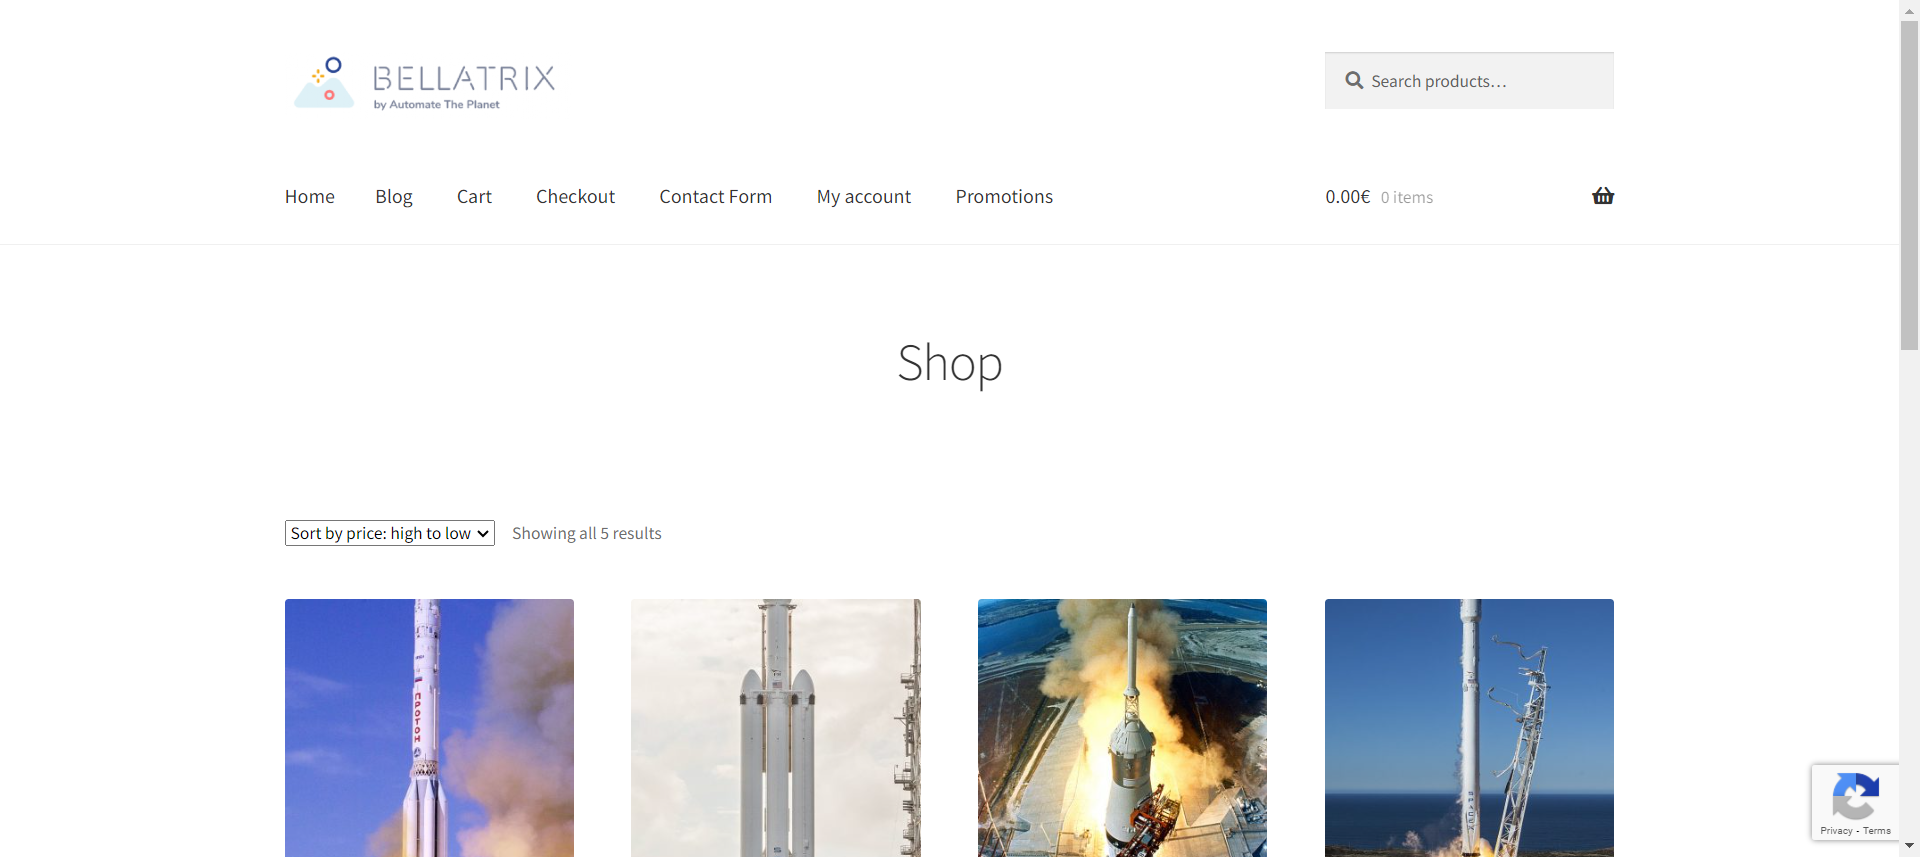 BELLATRIX
by Automate The Planet
Search products…
Home Blog Cart Checkout Contact Form My account Promotions
0.00€ 0 items
Shop
Sort by price: high to low
Showing all 5 results
ПРОТОН
Privacy - Terms